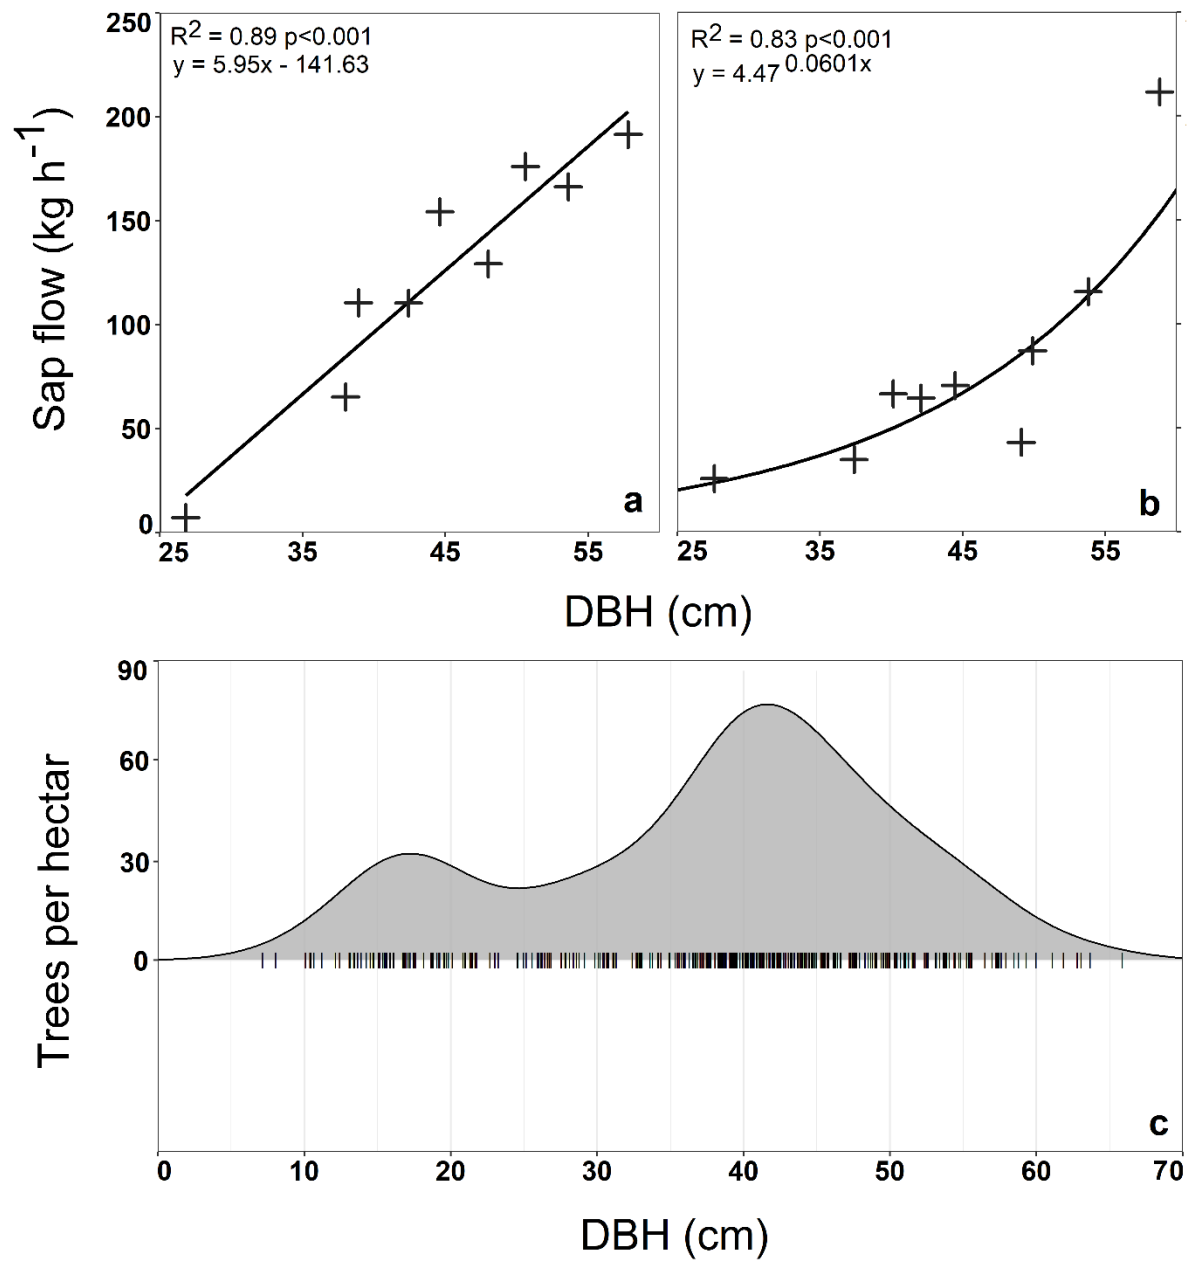 250
200
150
100
50
0
Sap flow (kg h⁻¹)
R² = 0.89 p<0.001
y = 5.95x - 141.63
a
25 35 45 55
R² = 0.83 p<0.001
y = 4.47^0.0601x
b
25 35 45 55
DBH (cm)
90
60
30
0
Trees per hectar
c
0 10 20 30 40 50 60 70
DBH (cm)